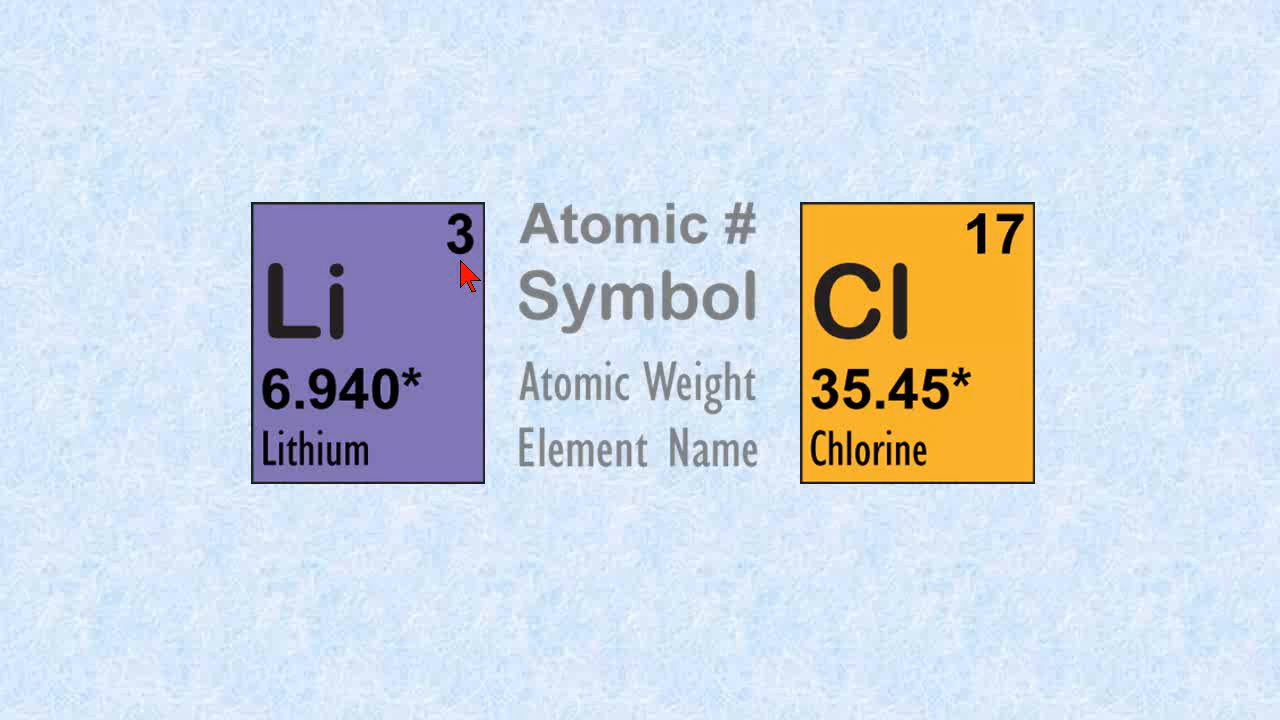 3
Li
6.940*
Lithium
Atomic #
Symbol
Atomic Weight
Element Name
17
Cl
35.45*
Chlorine